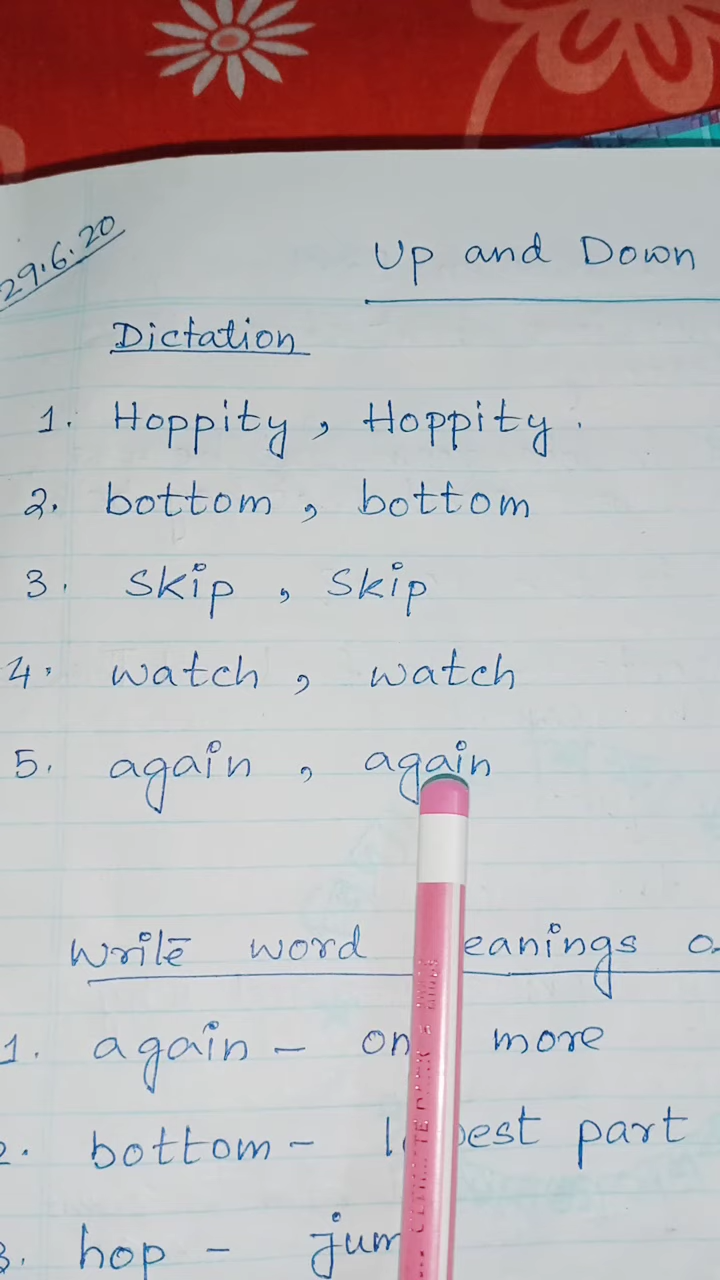 29.6.20
Up and Down
Dictation
1. Hoppity, Hoppity.
2. bottom, bottom
3. Skip, Skip
4. watch, watch
5. again, again
Write word eanings
1. again - on more
2. bottom - l est part
3. hop - jum